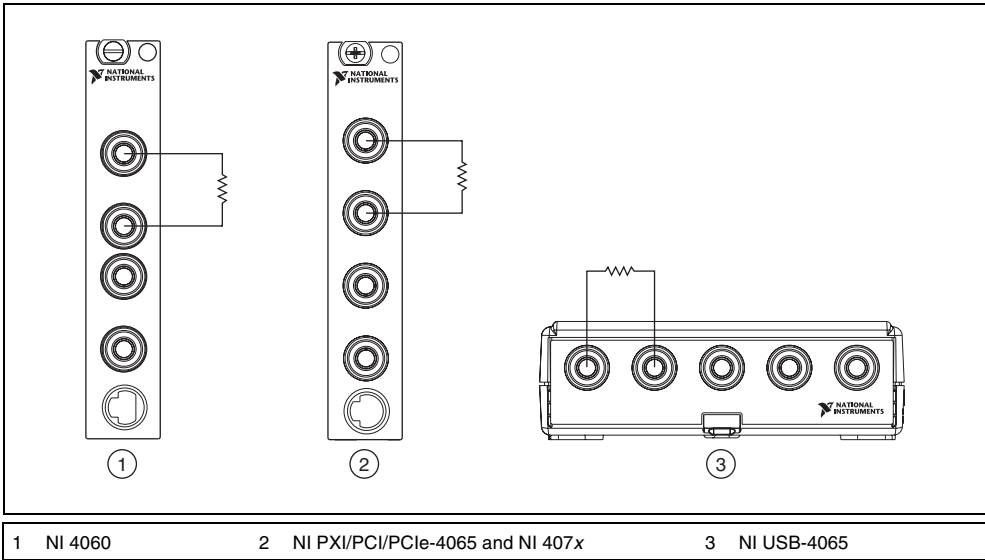 NATIONAL
INSTRUMENTS
NATIONAL
INSTRUMENTS
NATIONAL
INSTRUMENTS
1
2
3
1 NI 4060 2 NI PXI/PCI/PCIe-4065 and NI 407x 3 NI USB-4065